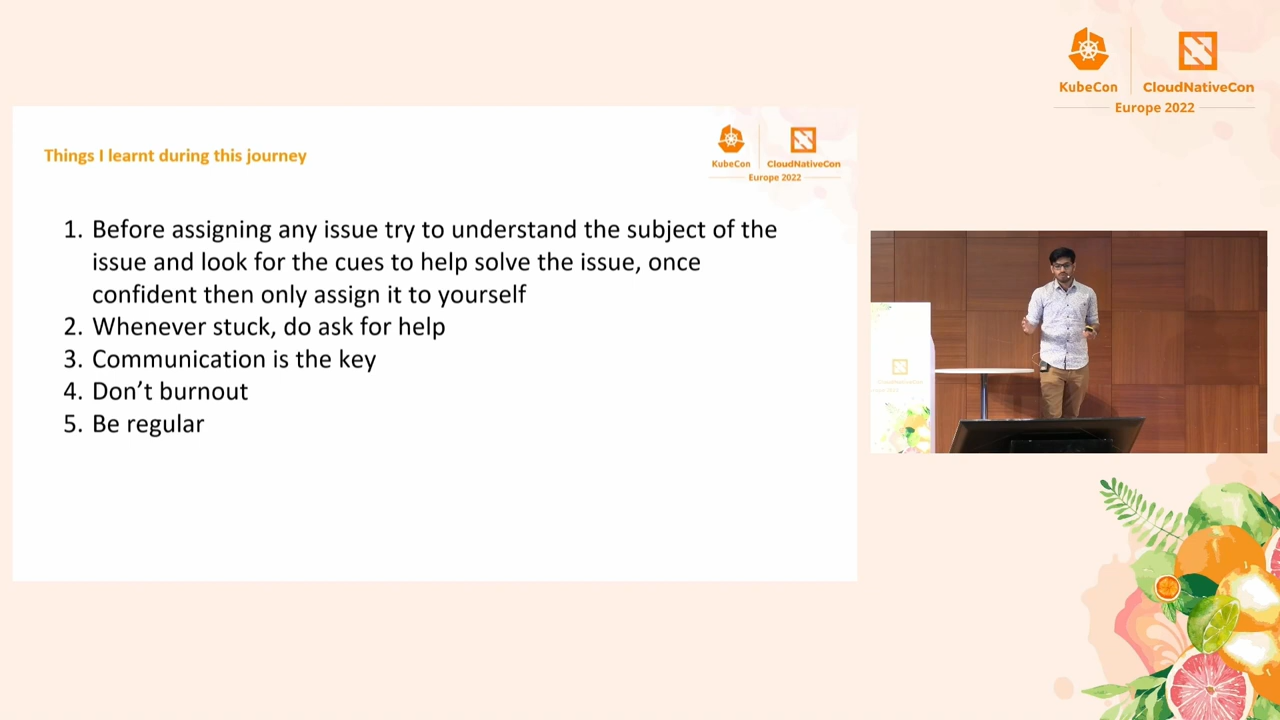 KubeCon
CloudNativeCon
Europe 2022
Things I learnt during this journey
KubeCon
CloudNativeCon
Europe 2022
1. Before assigning any issue try to understand the subject of the
issue and look for the cues to help solve the issue, once
confident then only assign it to yourself
2. Whenever stuck, do ask for help
3. Communication is the key
4. Don’t burnout
5. Be regular